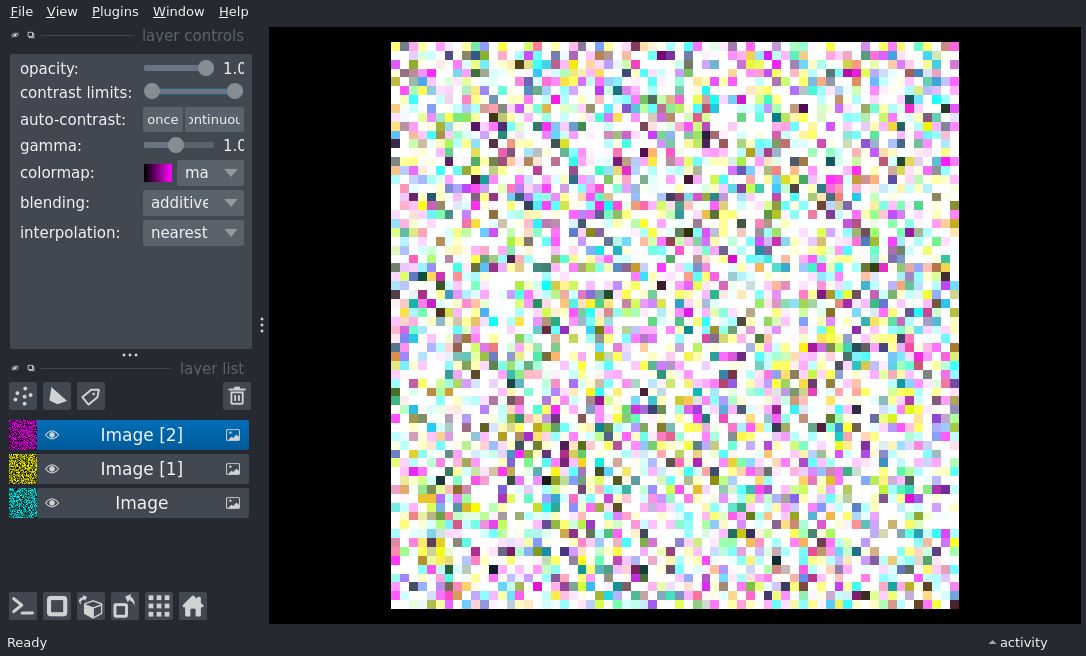 File View Plugins Window Help
layer controls
opacity: 1.0
contrast limits:
auto-contrast: once ontinuou
gamma: 1.0
colormap: ma
blending: additive
interpolation: nearest
layer list
Image [2]
Image [1]
Image
Ready activity